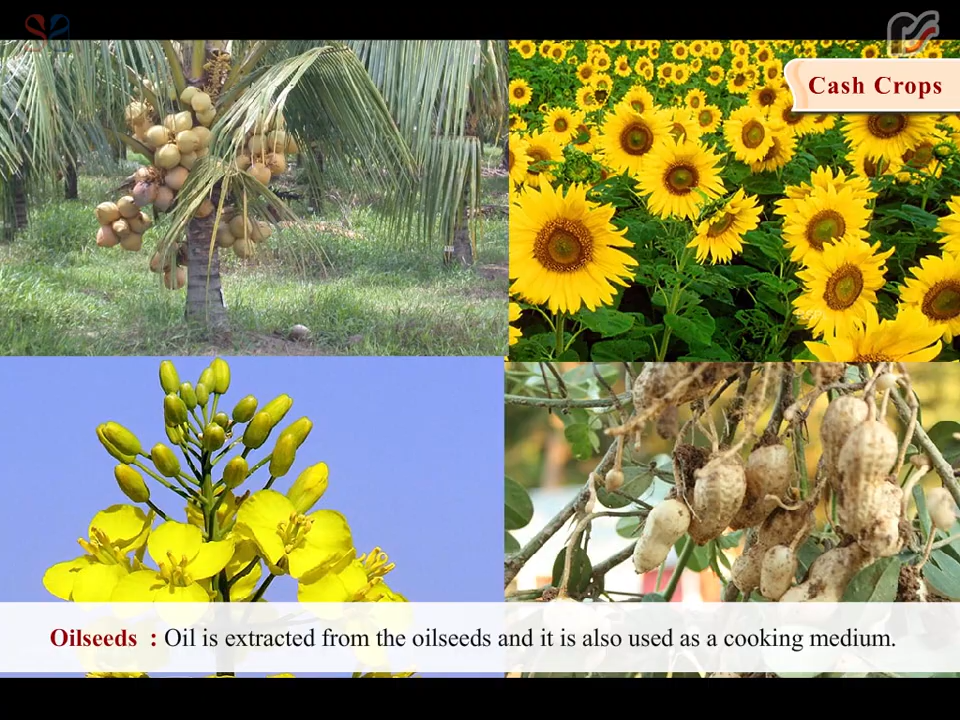 Cash Crops
Oilseeds : Oil is extracted from the oilseeds and it is also used as a cooking medium.